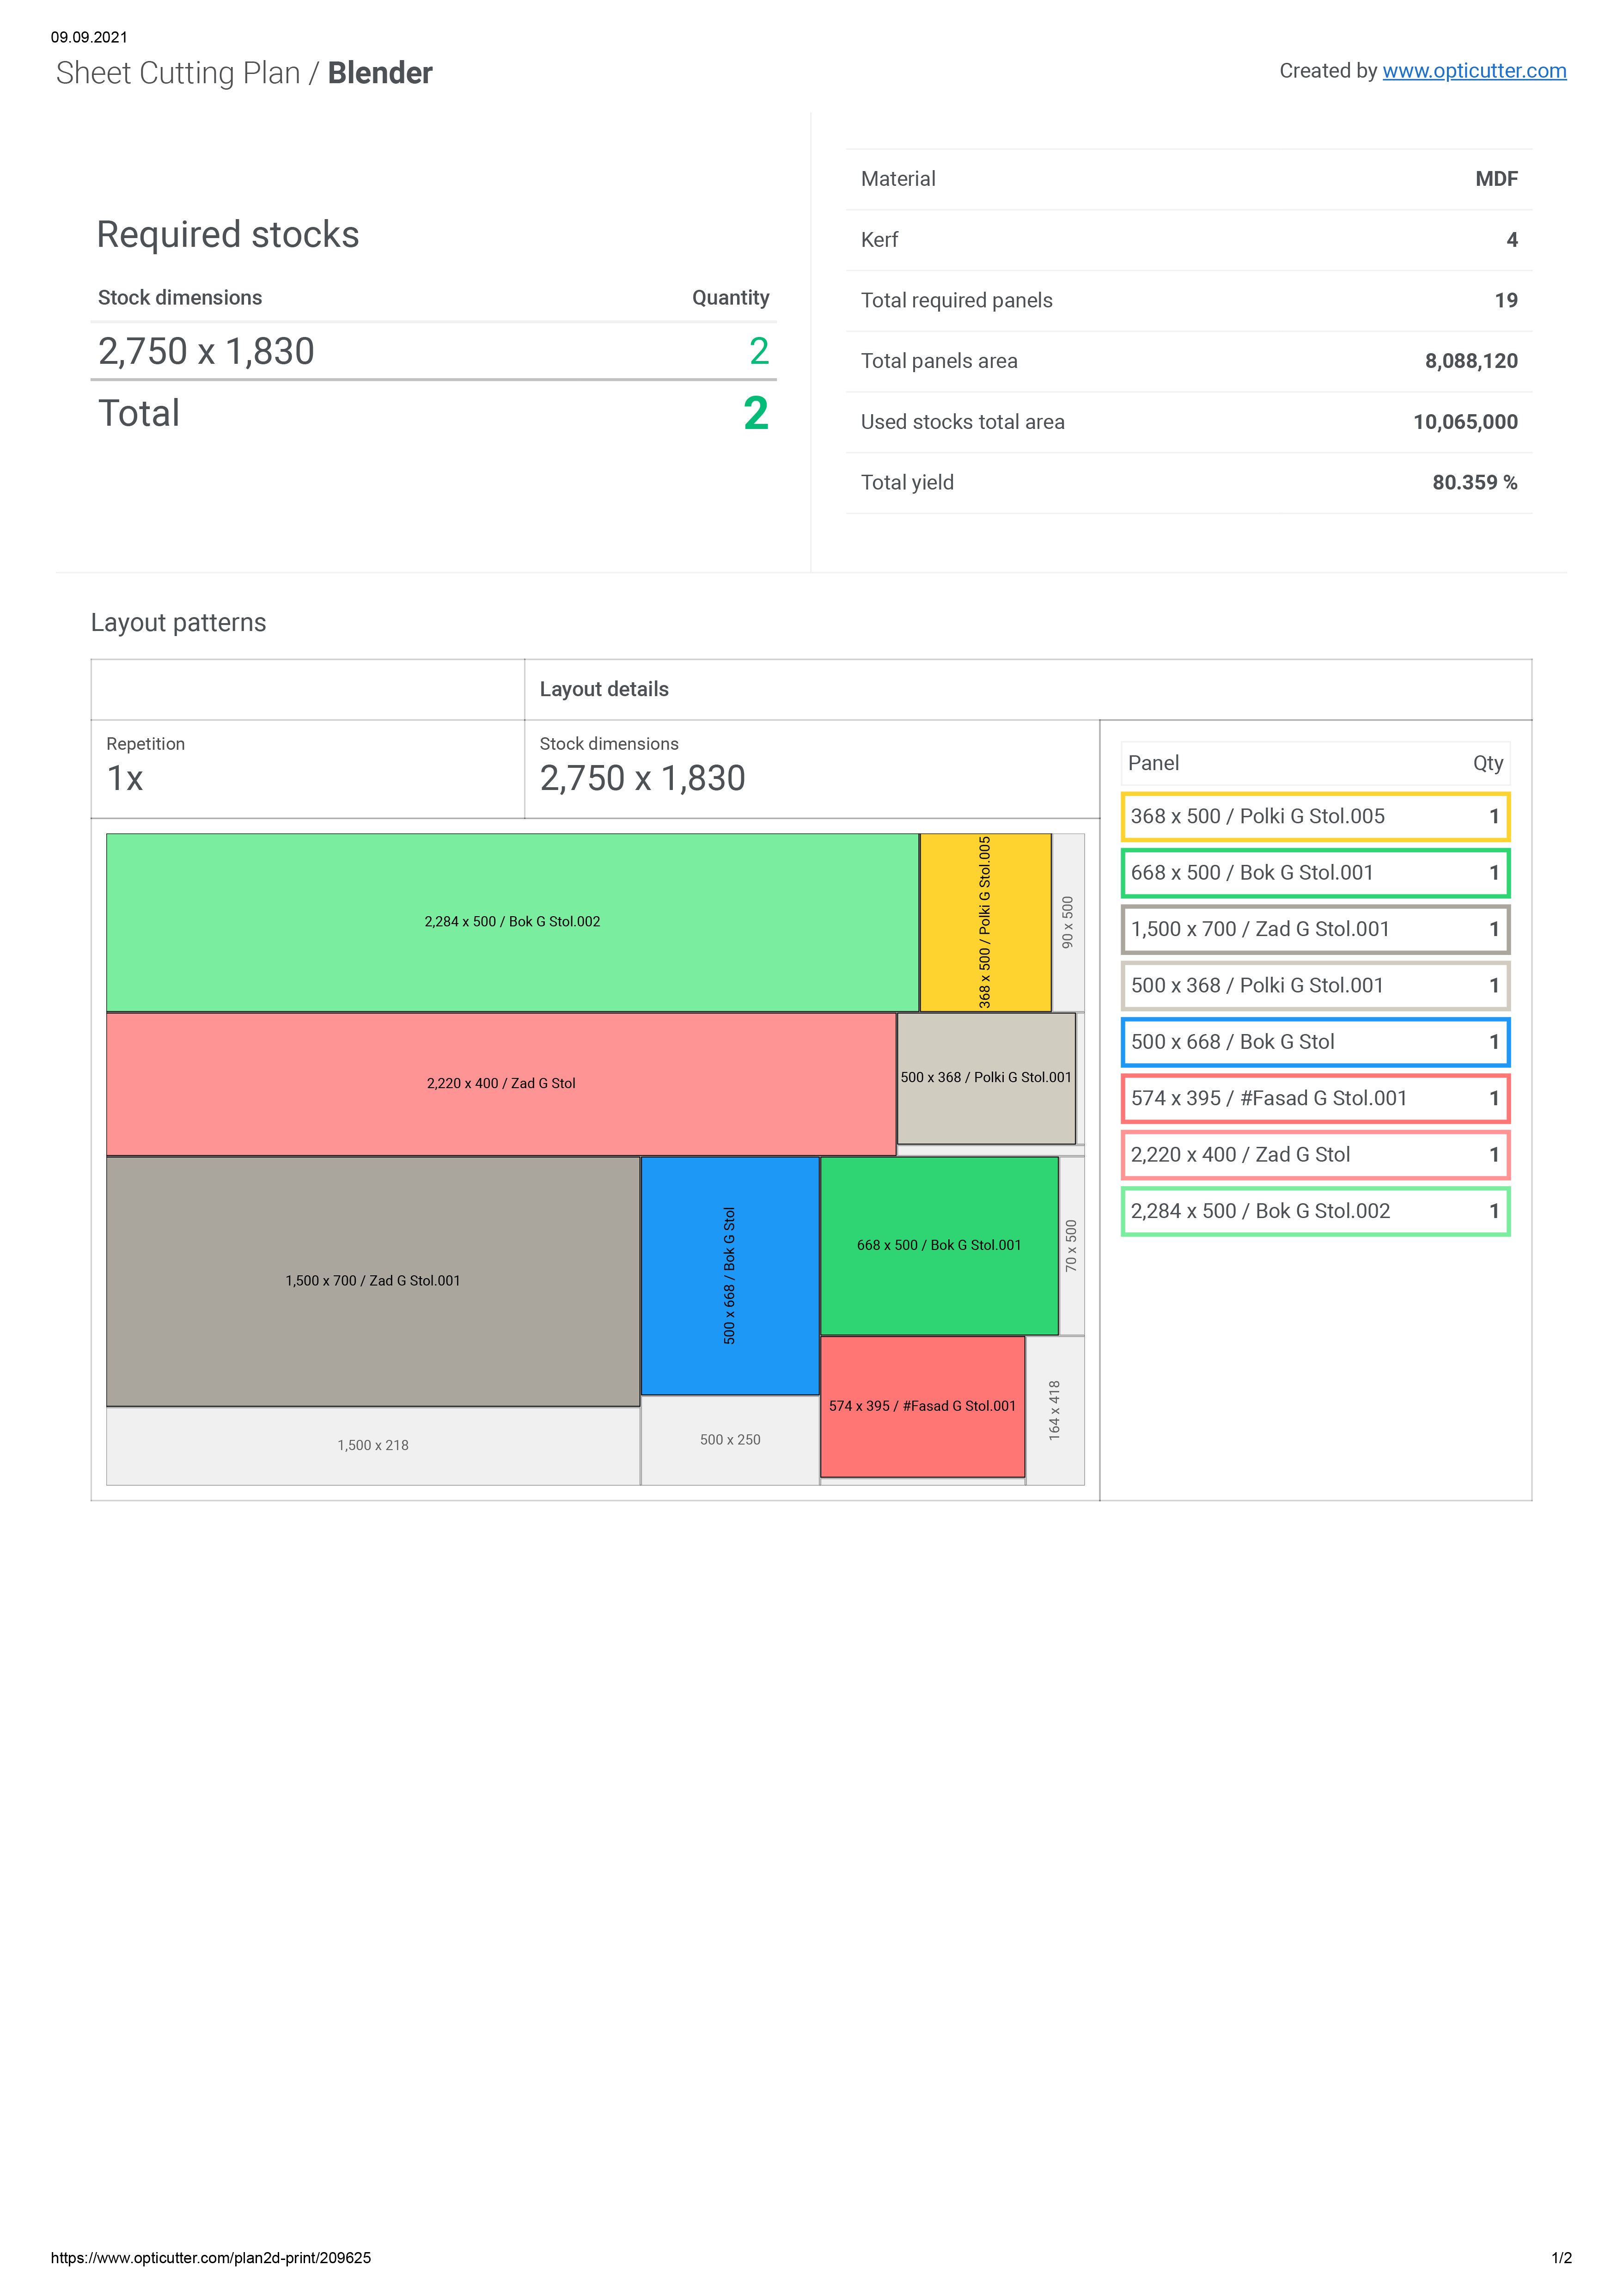 09.09.2021
Sheet Cutting Plan / Blender
Created by www.opticutter.com
Required stocks
Stock dimensions Quantity
2,750 x 1,830 2
Total 2
Material MDF
Kerf 4
Total required panels 19
Total panels area 8,088,120
Used stocks total area 10,065,000
Total yield 80.359 %
Layout patterns
Layout details
Repetition
1x
Stock dimensions
2,750 x 1,830
2,284 x 500 / Bok G Stol.002
368 x 500 / Polki G Stol.005
90 x 500
2,220 x 400 / Zad G Stol
500 x 368 / Polki G Stol.001
1,500 x 700 / Zad G Stol.001
500 x 668 / Bok G Stol
668 x 500 / Bok G Stol.001
70 x 500
574 x 395 / #Fasad G Stol.001
164 x 418
1,500 x 218
500 x 250
Panel Qty
368 x 500 / Polki G Stol.005 1
668 x 500 / Bok G Stol.001 1
1,500 x 700 / Zad G Stol.001 1
500 x 368 / Polki G Stol.001 1
500 x 668 / Bok G Stol 1
574 x 395 / #Fasad G Stol.001 1
2,220 x 400 / Zad G Stol 1
2,284 x 500 / Bok G Stol.002 1
https://www.opticutter.com/plan2d-print/209625
1/2